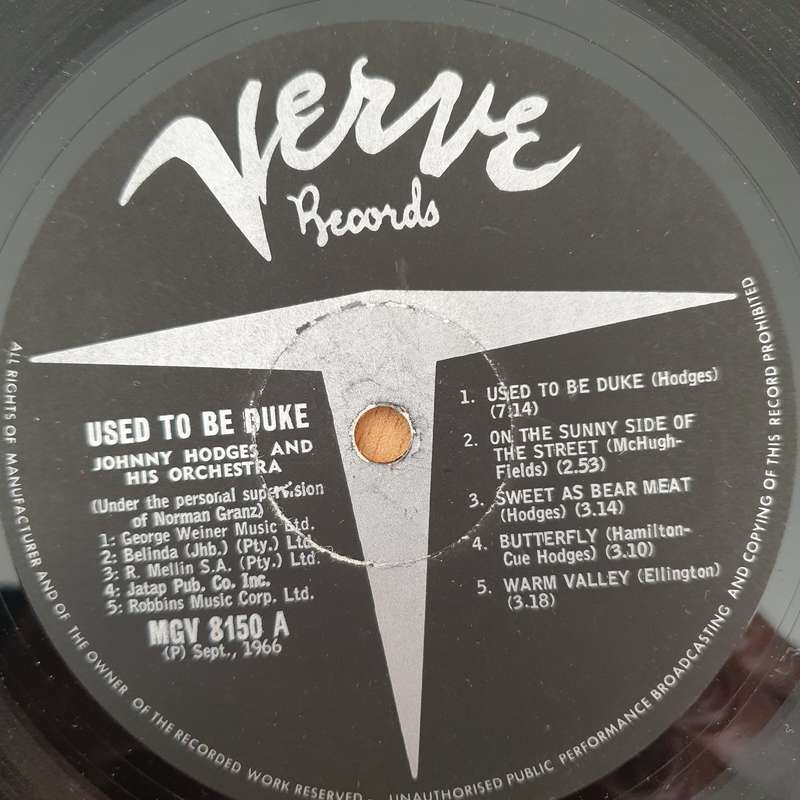 Verve
Records
USED TO BE DUKE
JOHNNY HODGES AND
HIS ORCHESTRA
(Under the personal supervision
of Norman Granz)
1: George Weiner Music Ltd.
2: Belinda (Jhb.) (Pty.) Ltd.
3: R. Mellin S.A. (Pty.) Ltd.
4: Jatap Pub. Co. Inc.
5: Robbins Music Corp. Ltd.
MGV 8150 A
(P) Sept., 1966
1. USED TO BE DUKE (Hodges)
(7.14)
2. ON THE SUNNY SIDE OF
THE STREET (McHugh-
Fields) (2.53)
3. SWEET AS BEAR MEAT
(Hodges) (3.14)
4. BUTTERFLY (Hamilton-
Cue Hodges) (3.10)
5. WARM VALLEY (Ellington)
(3.18)
ALL RIGHTS OF MANUFACTURER AND OF THE OWNER OF THE RECORDED WORK RESERVED. UNAUTHORISED PUBLIC PERFORMANCE BROADCASTING AND COPYING OF THIS RECORD PROHIBITED